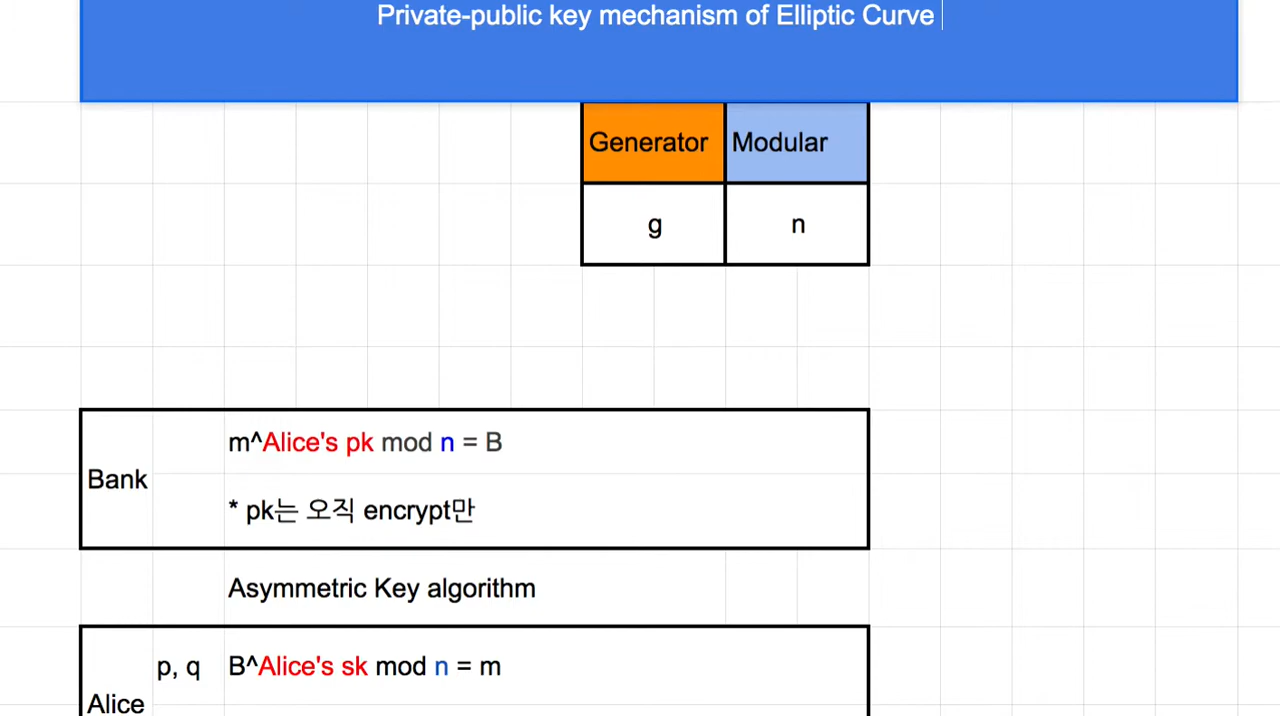 Private-public key mechanism of Elliptic Curve
Generator Modular
g n
m^Alice's pk mod n = B
Bank
* pk는 오직 encrypt만
Asymmetric Key algorithm
p, q B^Alice's sk mod n = m
Alice